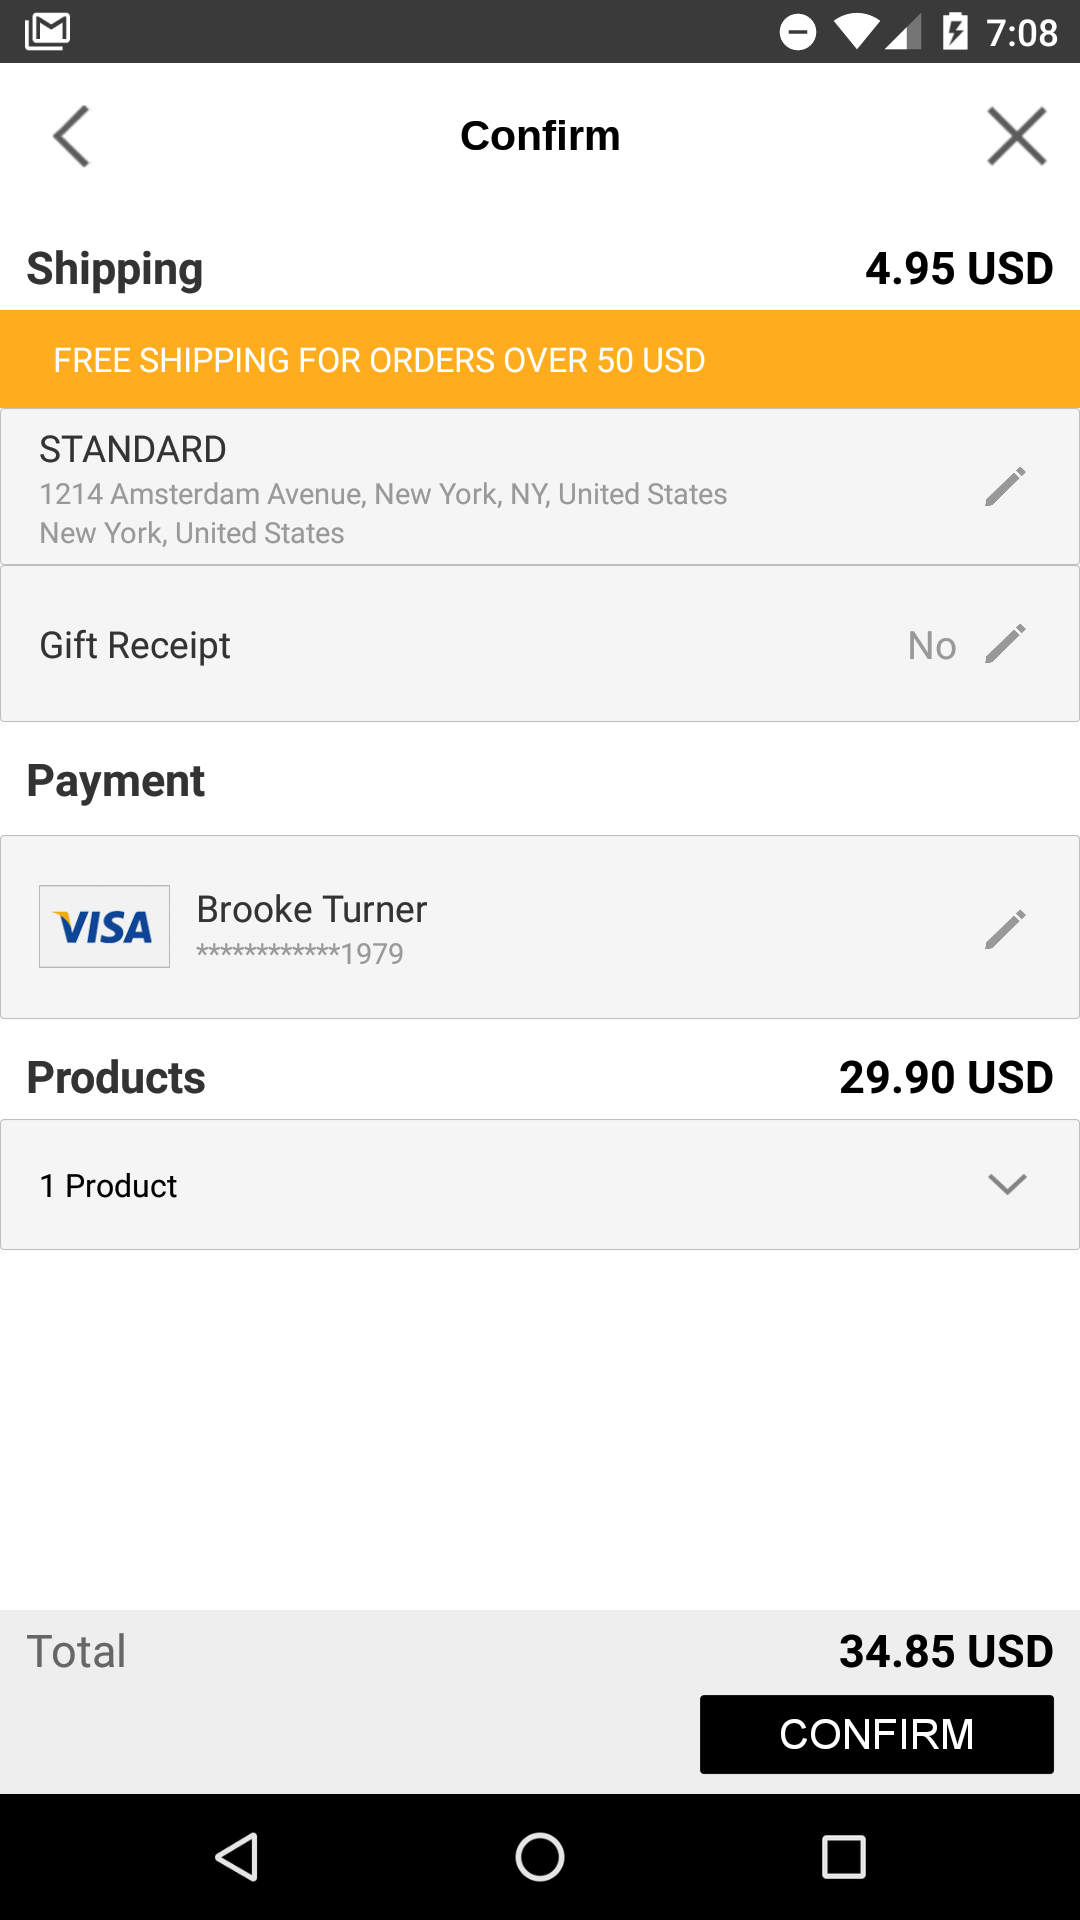 7:08
Confirm
Shipping 4.95 USD
FREE SHIPPING FOR ORDERS OVER 50 USD
STANDARD
1214 Amsterdam Avenue, New York, NY, United States
New York, United States
Gift Receipt No
Payment
VISA
Brooke Turner
************1979
Products 29.90 USD
1 Product
Total 34.85 USD
CONFIRM